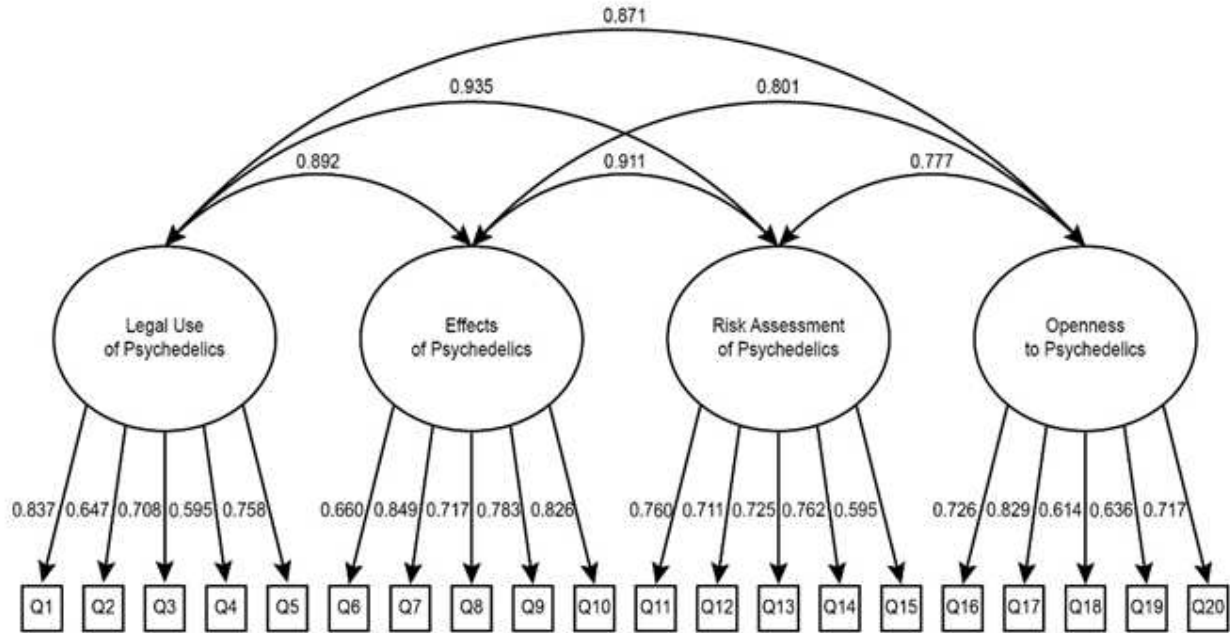 0.871
0.935 0.801
0.892 0.911 0.777
Legal Use Effects Risk Assessment Openness
of Psychedelics of Psychedelics of Psychedelics to Psychedelics
0.837 0.647 0.708 0.595 0.758 0.660 0.849 0.717 0.783 0.826 0.760 0.711 0.725 0.762 0.595 0.726 0.829 0.614 0.636 0.717
Q1 Q2 Q3 Q4 Q5 Q6 Q7 Q8 Q9 Q10 Q11 Q12 Q13 Q14 Q15 Q16 Q17 Q18 Q19 Q20